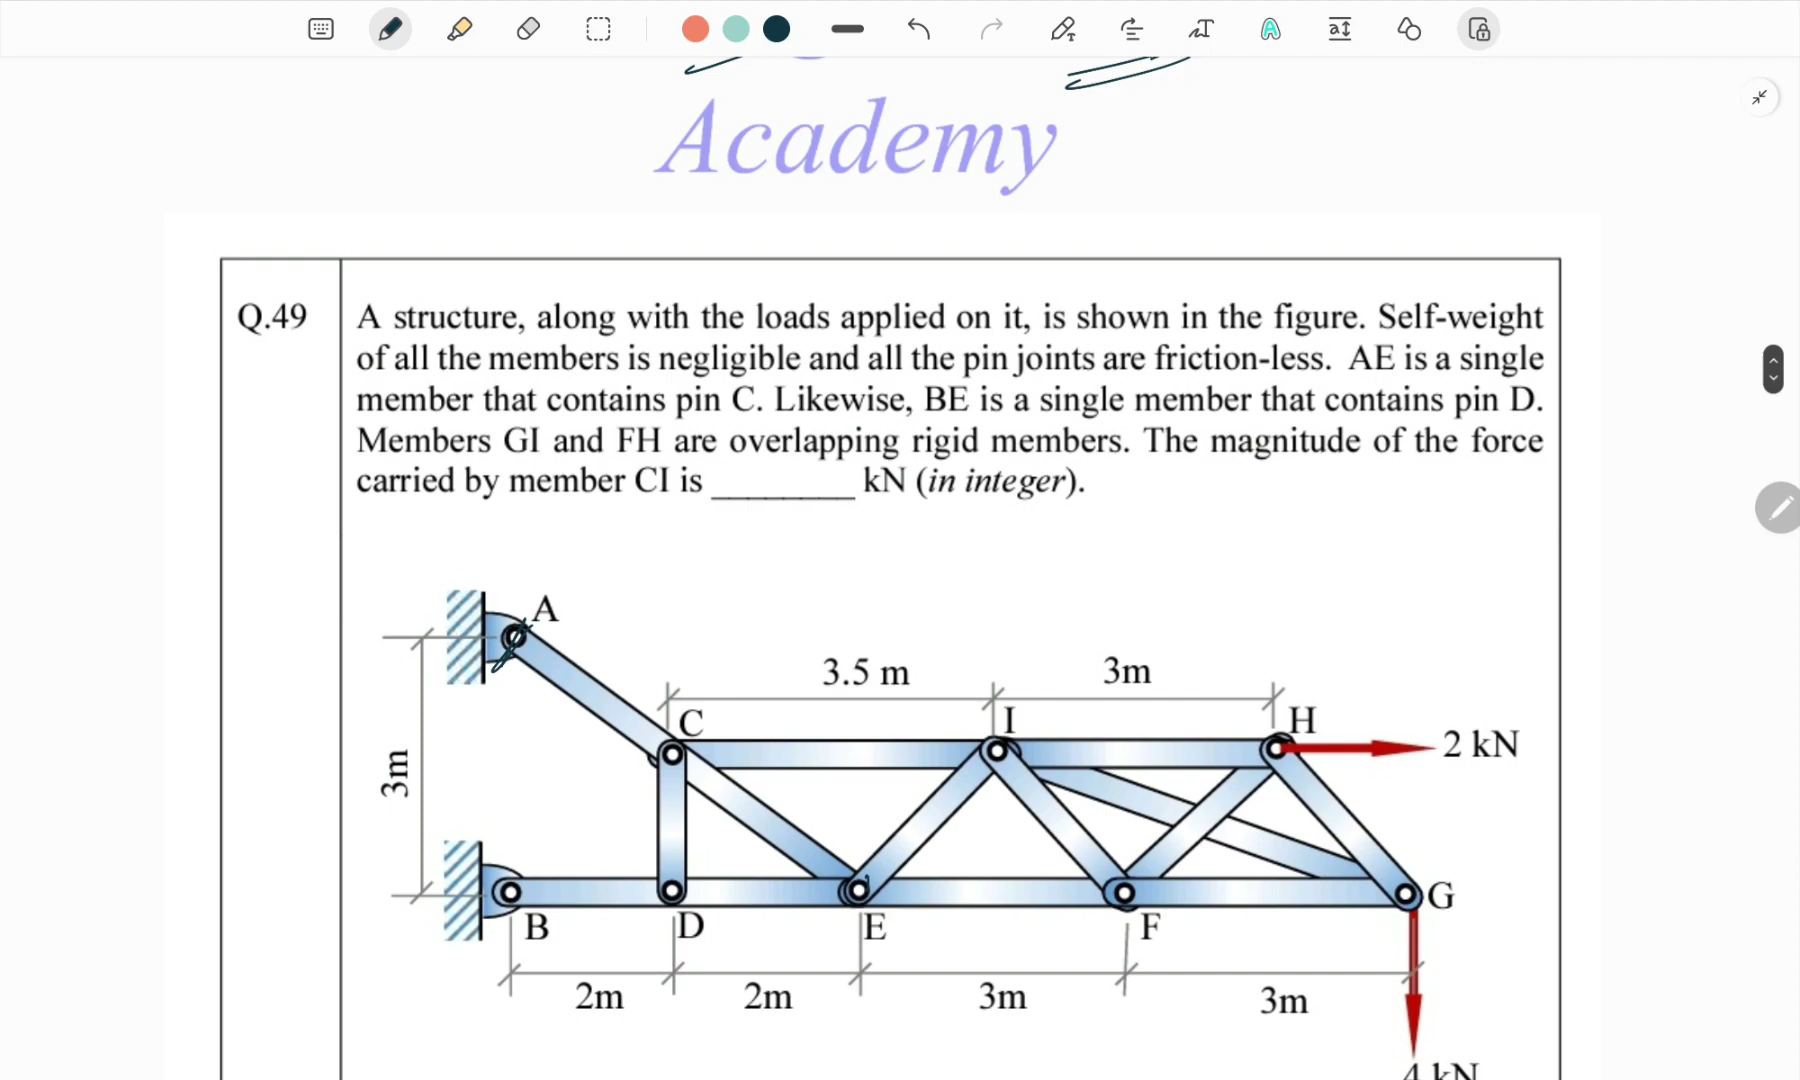 Academy
Q.49
A structure, along with the loads applied on it, is shown in the figure. Self-weight
of all the members is negligible and all the pin joints are friction-less. AE is a single
member that contains pin C. Likewise, BE is a single member that contains pin D.
Members GI and FH are overlapping rigid members. The magnitude of the force
carried by member CI is ________ kN (in integer).
A
3.5 m
3m
C
I
H
2 kN
3m
G
B
D
E
F
2m
2m
3m
3m
4 kN